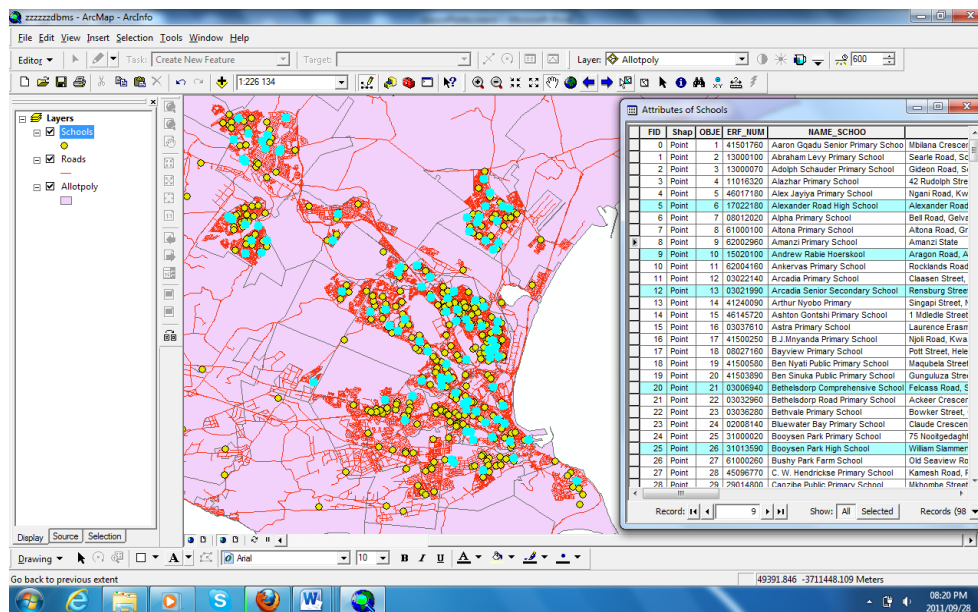 zzzzzzdbms - ArcMap - ArcInfo
File Edit View Insert Selection Tools Window Help
Editor Task: Create New Feature Target: Layer: Allotpoly 600
1:226 134
Layers
Schools
Roads
Allotpoly
Display Source Selection
Attributes of Schools
FID Shap OBJE ERF_NUM NAME_SCHOO
0 Point 1 41501760 Aaron Gqadu Senior Primary Schoo Mbilana Crescen
1 Point 2 13000100 Abraham Levy Primary School Searle Road, Sc
2 Point 3 13000070 Adolph Schauder Primary School Gideon Road, S
3 Point 4 11016320 Alazhar Primary School 42 Rudolph Stre
4 Point 5 46017180 Alex Jayiya Primary School Ngani Road, Kw
5 Point 6 17022180 Alexander Road High School Alexander Road
6 Point 7 08012020 Alpha Primary School Bell Road, Gelva
7 Point 8 61000100 Altona Primary School Altona Road, Gr
8 Point 9 62002960 Amanzi Primary School Amanzi State
9 Point 10 15020100 Andrew Rabie Hoerskool Aragon Road, A
10 Point 11 62004160 Ankervas Primary School Rocklands Road
11 Point 12 03022140 Arcadia Primary School Claasen Street,
12 Point 13 03021990 Arcadia Senior Secondary School Rensburg Stree
13 Point 14 41240090 Arthur Nyobo Primary Singapi Street, N
14 Point 15 46145720 Ashton Gontshi Primary School 1 Mdledle Street
15 Point 16 03037610 Astra Primary School Laurence Erasm
16 Point 17 41500250 B.J.Mnyanda Primary School Njoli Road, Kwa
17 Point 18 08027160 Bayview Primary School Pott Street, Hele
18 Point 19 41500580 Ben Nyati Public Primary School Maqubela Street
19 Point 20 41503890 Ben Sinuka Public Primary School Gunguluza Stre
20 Point 21 03006940 Bethelsdorp Comprehensive School Felcass Road, S
21 Point 22 03032960 Bethelsdorp Road Primary School Ackeer Crescer
22 Point 23 03036280 Bethvale Primary School Bowker Street,
23 Point 24 02008140 Bluewater Bay Primary School Claude Crescen
24 Point 25 31000020 Booysen Park Primary School 75 Nooitgedaght
25 Point 26 31013590 Booysen Park High School William Slammer
26 Point 27 61000260 Bushy Park Farm School Old Seaview Ro
27 Point 28 45096770 C. W. Hendrickse Primary School Kamesh Road, F
28 Point 29 29014800 Canzibe Public Primary School Mkhombe Street
Record: 9 Show: All Selected Records (98
Drawing A Arial 10 B I U A
Go back to previous extent 49391.846 -3711448.109 Meters
08:20 PM
2011/09/28